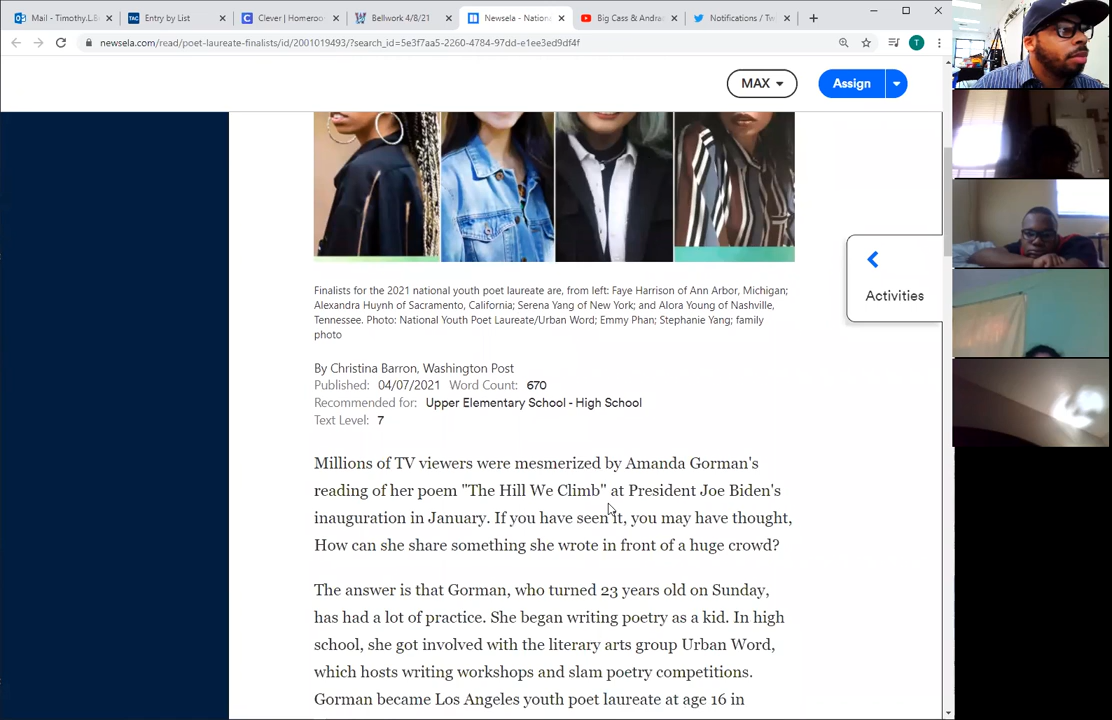 Mail - Timothy.L.B
Entry by List
Clever | Homeroo
Bellwork 4/8/21
Newsela - Nation
Big Cass & Andra
Notifications / Tw
newsela.com/read/poet-laureate-finalists/id/2001019493/?search_id=5e3f7aa5-2260-4784-97dd-e1ee3ed9df4f
T
MAX
Assign
Activities
Finalists for the 2021 national youth poet laureate are, from left: Faye Harrison of Ann Arbor, Michigan;
Alexandra Huynh of Sacramento, California; Serena Yang of New York; and Alora Young of Nashville,
Tennessee. Photo: National Youth Poet Laureate/Urban Word; Emmy Phan; Stephanie Yang; family
photo
By Christina Barron, Washington Post
Published: 04/07/2021 Word Count: 670
Recommended for: Upper Elementary School - High School
Text Level: 7
Millions of TV viewers were mesmerized by Amanda Gorman's
reading of her poem "The Hill We Climb" at President Joe Biden's
inauguration in January. If you have seen it, you may have thought,
How can she share something she wrote in front of a huge crowd?
The answer is that Gorman, who turned 23 years old on Sunday,
has had a lot of practice. She began writing poetry as a kid. In high
school, she got involved with the literary arts group Urban Word,
which hosts writing workshops and slam poetry competitions.
Gorman became Los Angeles youth poet laureate at age 16 in